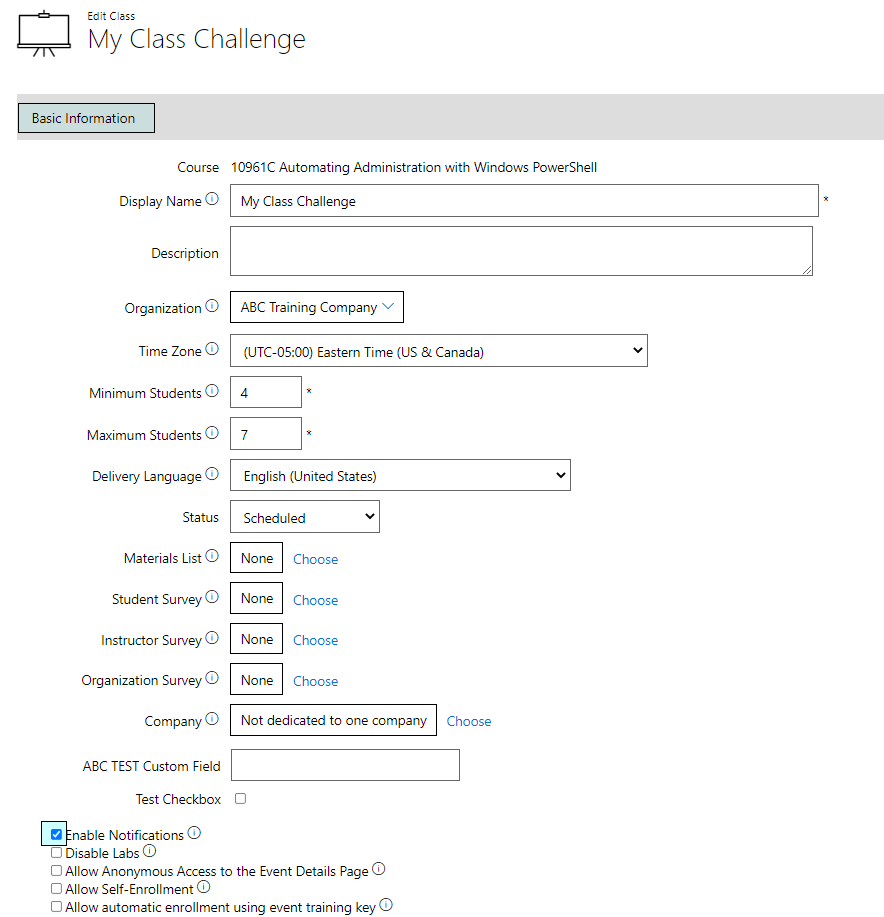 Edit Class
My Class Challenge
Basic Information
Course 10961C Automating Administration with Windows PowerShell
Display Name My Class Challenge *
Description
Organization ABC Training Company
Time Zone (UTC-05:00) Eastern Time (US & Canada)
Minimum Students 4 *
Maximum Students 7 *
Delivery Language English (United States)
Status Scheduled
Materials List None Choose
Student Survey None Choose
Instructor Survey None Choose
Organization Survey None Choose
Company Not dedicated to one company Choose
ABC TEST Custom Field
Test Checkbox
Enable Notifications
Disable Labs
Allow Anonymous Access to the Event Details Page
Allow Self-Enrollment
Allow automatic enrollment using event training key